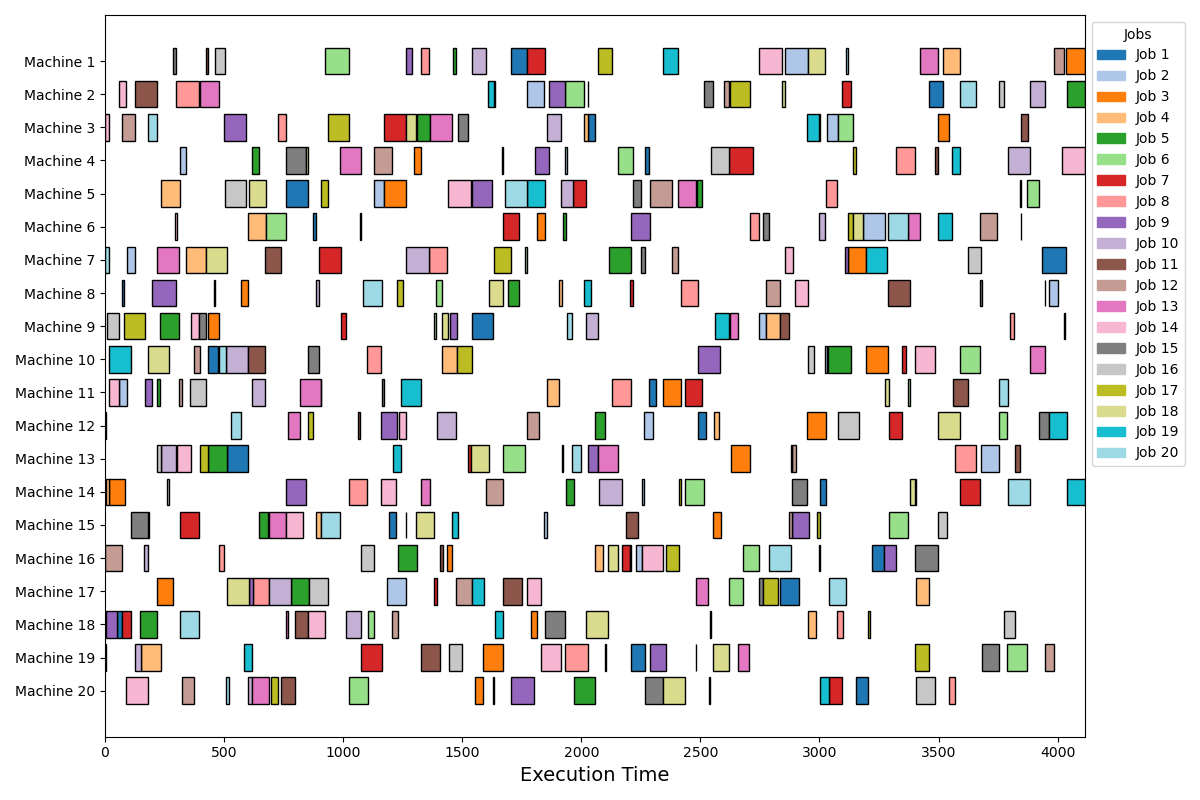 Machine 1
Machine 2
Machine 3
Machine 4
Machine 5
Machine 6
Machine 7
Machine 8
Machine 9
Machine 10
Machine 11
Machine 12
Machine 13
Machine 14
Machine 15
Machine 16
Machine 17
Machine 18
Machine 19
Machine 20
0 500 1000 1500 2000 2500 3000 3500 4000
Execution Time
Jobs
Job 1
Job 2
Job 3
Job 4
Job 5
Job 6
Job 7
Job 8
Job 9
Job 10
Job 11
Job 12
Job 13
Job 14
Job 15
Job 16
Job 17
Job 18
Job 19
Job 20